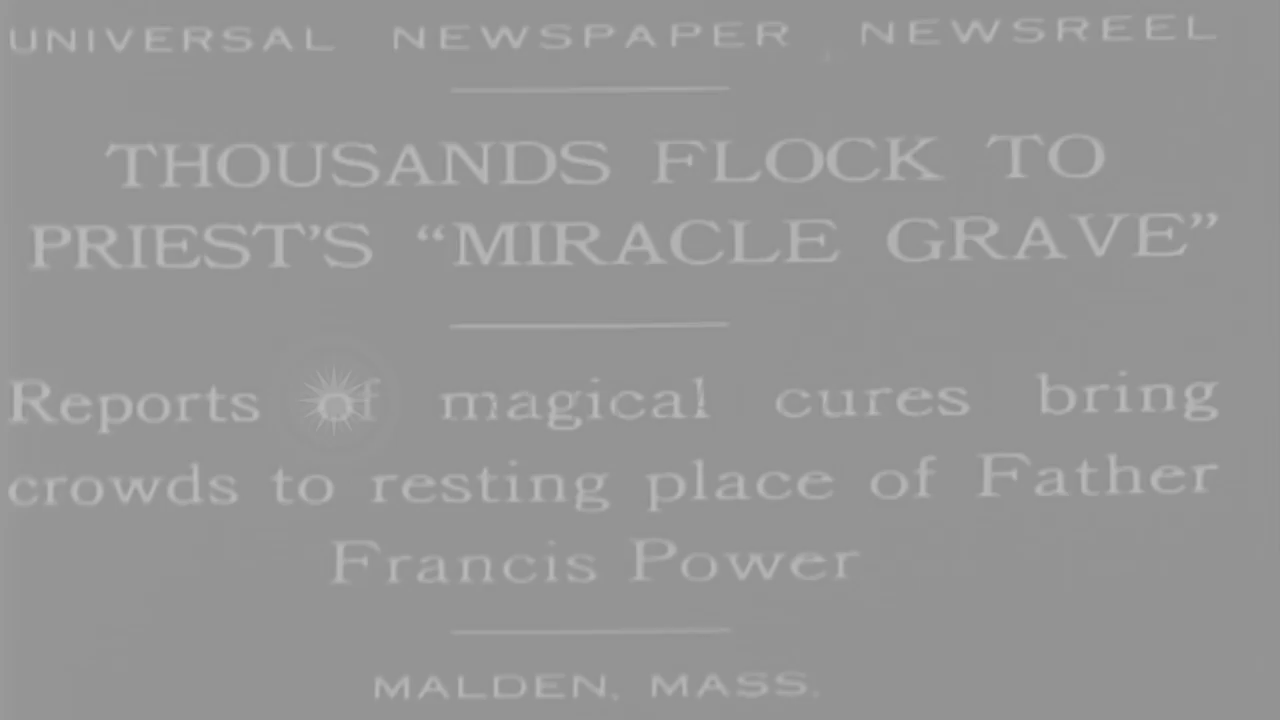 UNIVERSAL NEWSPAPER NEWSREEL
THOUSANDS FLOCK TO
PRIEST'S “MIRACLE GRAVE”
Reports of magical cures bring
crowds to resting place of Father
Francis Power
MALDEN, MASS.